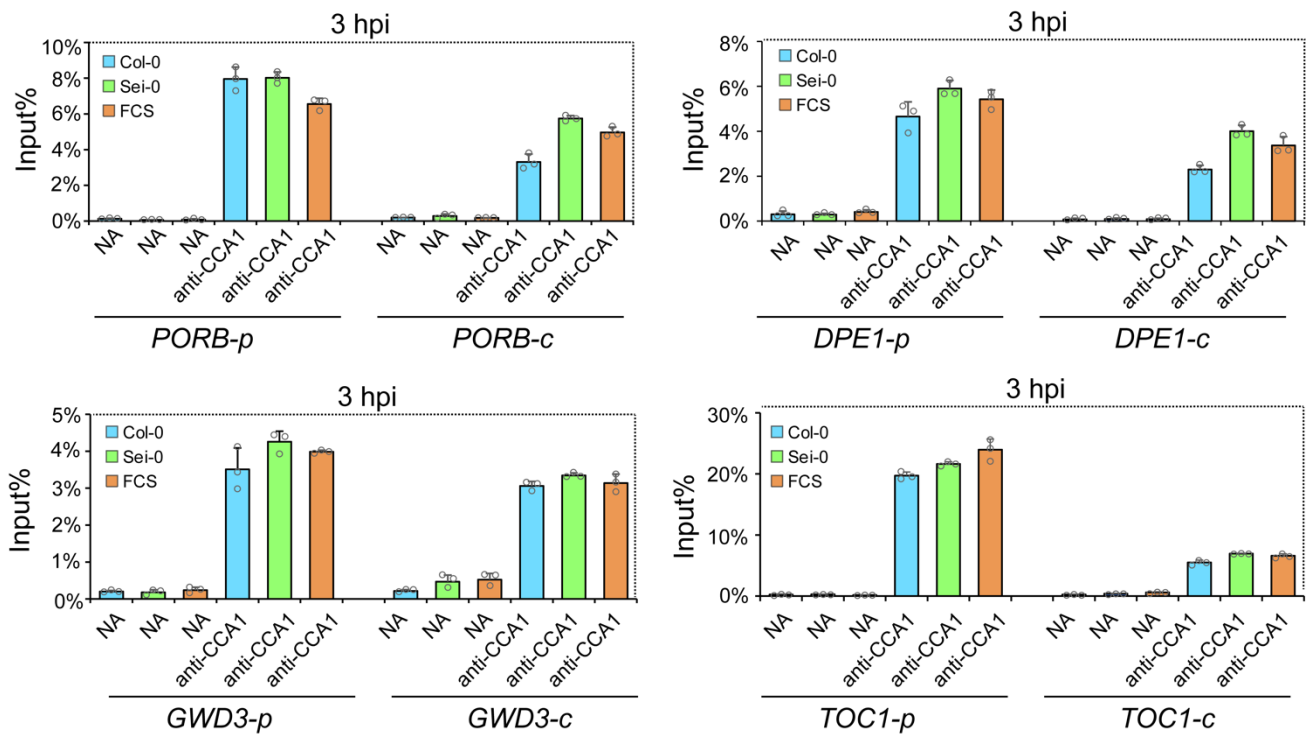 3 hpi
10%
8%
6%
4%
2%
0%
Input%
Col-0
Sei-0
FCS
NA
NA
NA
anti-CCA1
anti-CCA1
anti-CCA1
NA
NA
NA
anti-CCA1
anti-CCA1
anti-CCA1
PORB-p
PORB-c
3 hpi
8%
6%
4%
2%
0%
Input%
Col-0
Sei-0
FCS
NA
NA
NA
anti-CCA1
anti-CCA1
anti-CCA1
NA
NA
NA
anti-CCA1
anti-CCA1
anti-CCA1
DPE1-p
DPE1-c
3 hpi
5%
4%
3%
2%
1%
0%
Input%
Col-0
Sei-0
FCS
NA
NA
NA
anti-CCA1
anti-CCA1
anti-CCA1
NA
NA
NA
anti-CCA1
anti-CCA1
anti-CCA1
GWD3-p
GWD3-c
3 hpi
30%
20%
10%
0%
Input%
Col-0
Sei-0
FCS
NA
NA
NA
anti-CCA1
anti-CCA1
anti-CCA1
NA
NA
NA
anti-CCA1
anti-CCA1
anti-CCA1
TOC1-p
TOC1-c